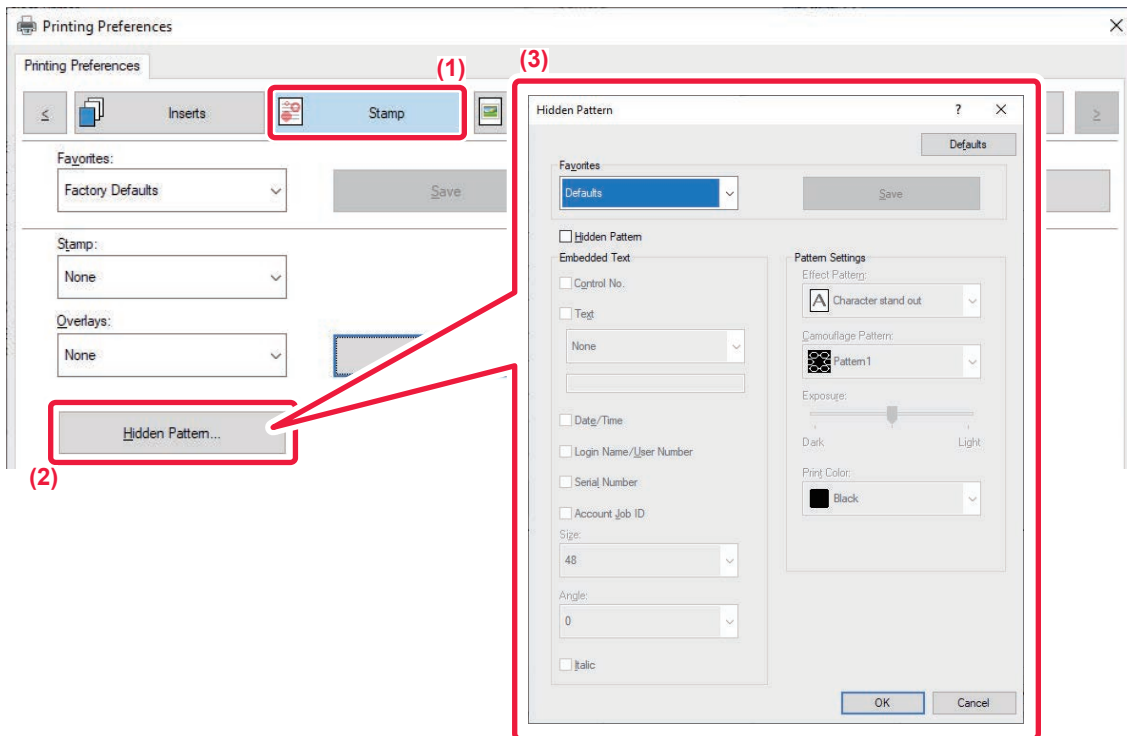 Printing Preferences
Printing Preferences
(1)
(3)
<
Inserts
Stamp
>
Favorites:
Factory Defaults
Save
Stamp:
None
Overlays:
None
Hidden Pattern...
(2)
Hidden Pattern
?
Defaults
Favorites
Defaults
Save
Hidden Pattern
Embedded Text
Control No.
Text
None
Date/Time
Login Name/User Number
Serial Number
Account Job ID
Size:
48
Angle:
0
Italic
Pattern Settings
Effect Pattern:
A Character stand out
Camouflage Pattern:
Pattern1
Exposure:
Dark Light
Print Color:
Black
OK Cancel